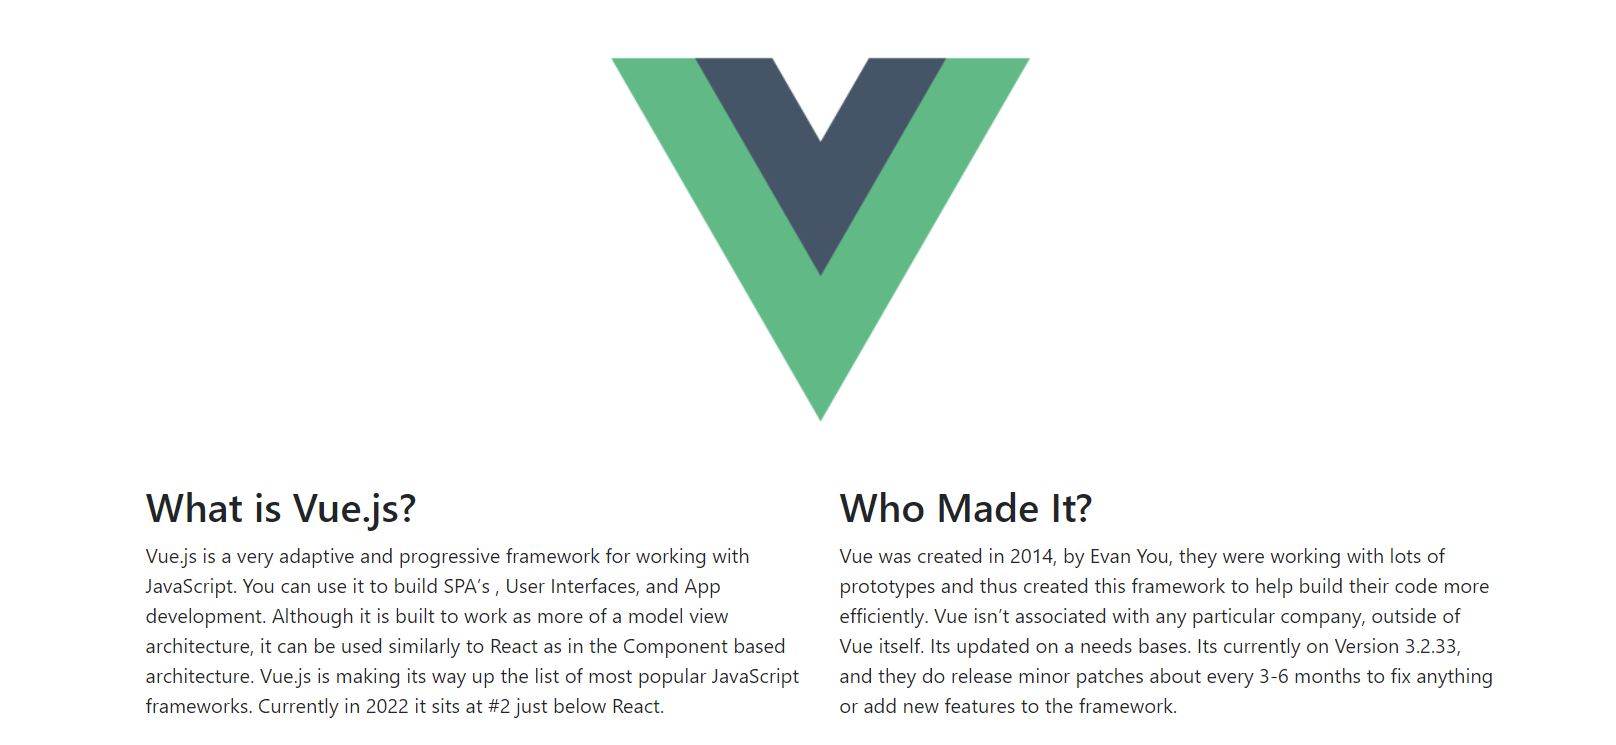 What is Vue.js?
Vue.js is a very adaptive and progressive framework for working with
JavaScript. You can use it to build SPA’s , User Interfaces, and App
development. Although it is built to work as more of a model view
architecture, it can be used similarly to React as in the Component based
architecture. Vue.js is making its way up the list of most popular JavaScript
frameworks. Currently in 2022 it sits at #2 just below React.
Who Made It?
Vue was created in 2014, by Evan You, they were working with lots of
prototypes and thus created this framework to help build their code more
efficiently. Vue isn’t associated with any particular company, outside of
Vue itself. Its updated on a needs bases. Its currently on Version 3.2.33,
and they do release minor patches about every 3-6 months to fix anything
or add new features to the framework.